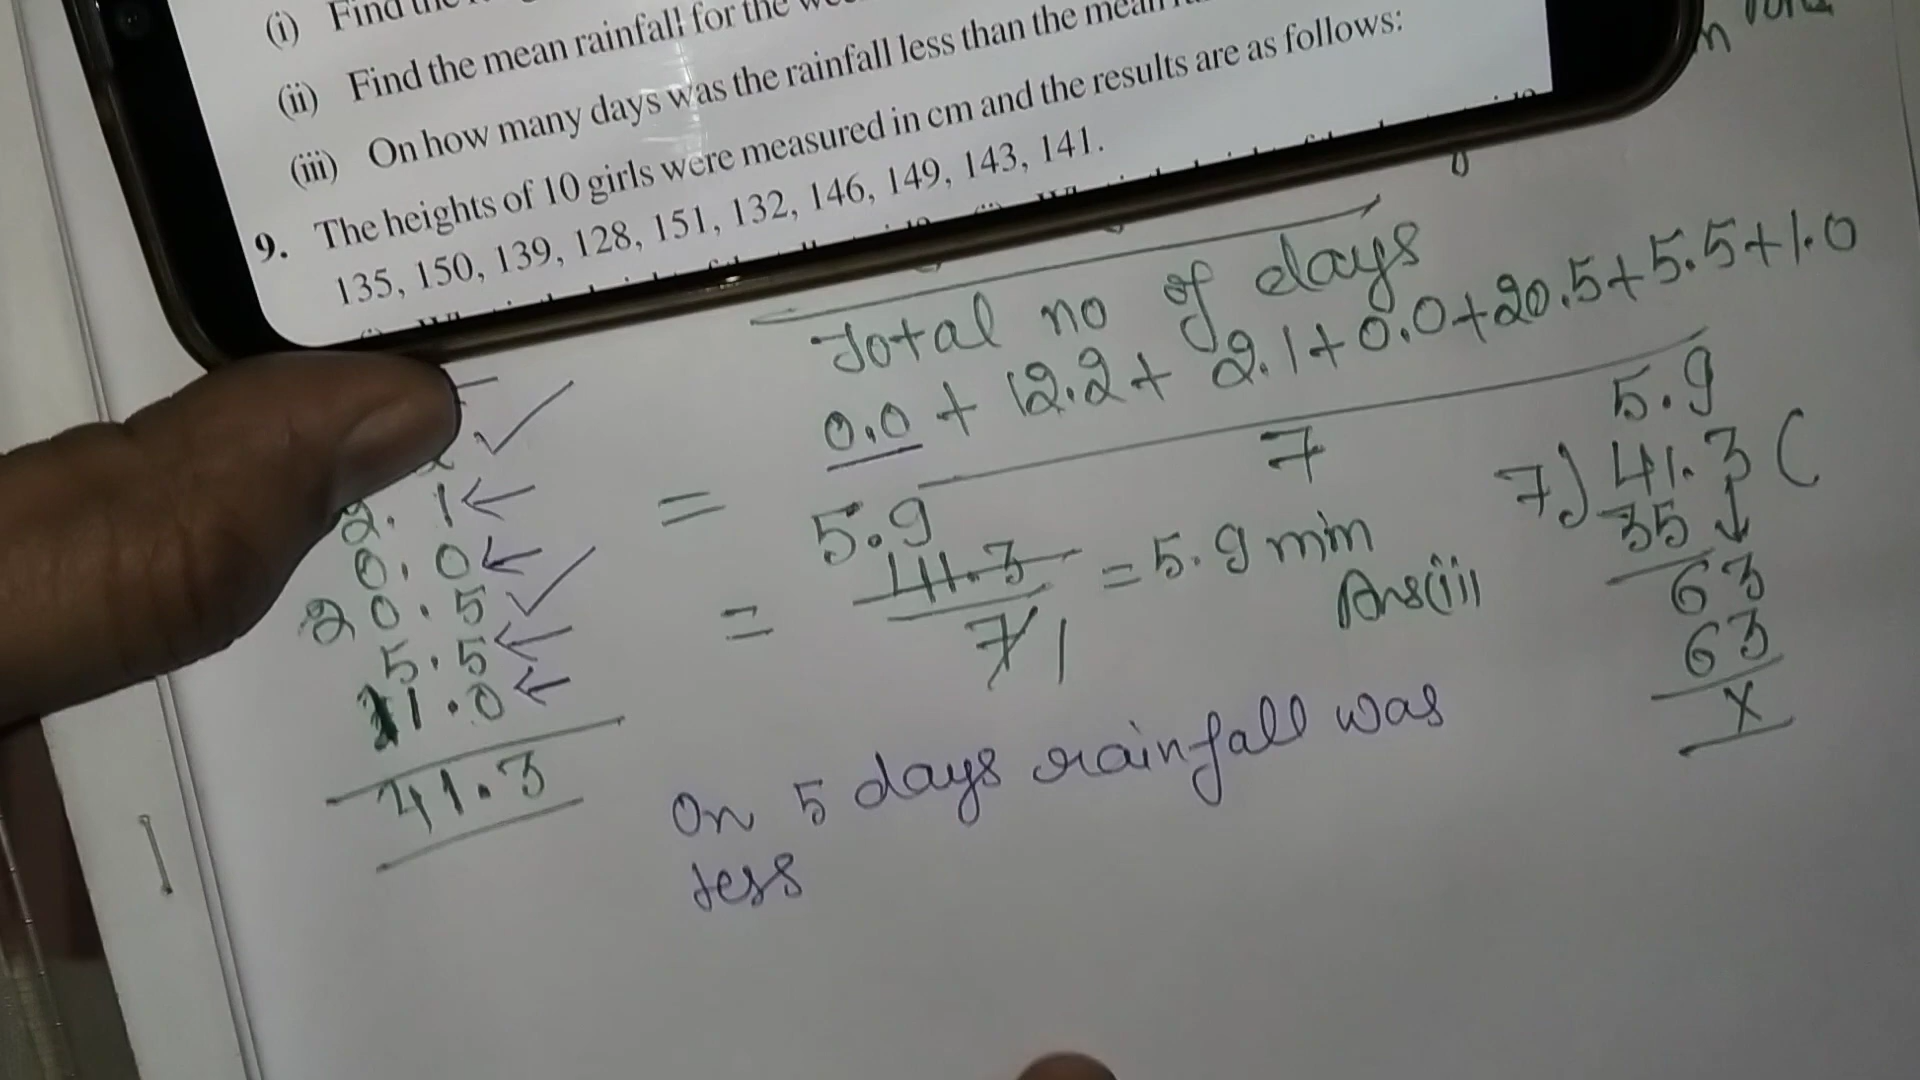 (i) Find the
(ii) Find the mean rainfall for the
(iii) On how many days was the rainfall less than the mean
9. The heights of 10 girls were measured in cm and the results are as follows:
135, 150, 139, 128, 151, 132, 146, 149, 143, 141.
Total no of days
0.0 + 12.2 + 2.1 + 0.0 + 20.5 + 5.5 + 1.0
7
= 5.9
= 41.3 / 7 1 = 5.9 mm
Ans(ii)
5.9
7) 41.3 (
35
63
63
x
2.1
0.0
20.5
5.5
1.0
41.3
On 5 days rainfall was
less